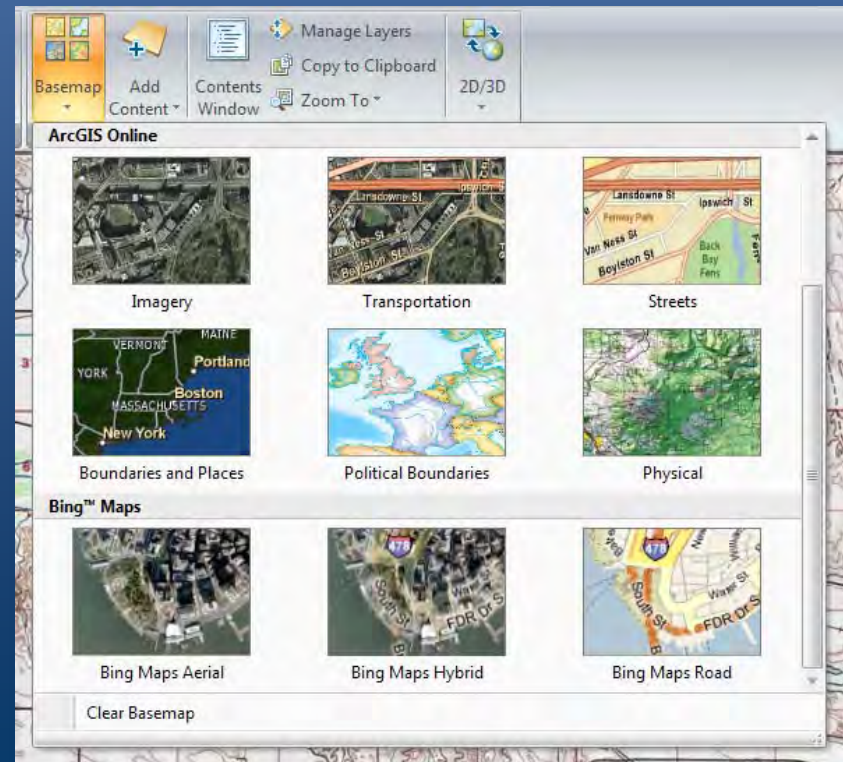 Manage Layers
Copy to Clipboard
Zoom To
Basemap
Add
Content
Contents
Window
2D/3D
ArcGIS Online
Lansdowne St
Ipswich S
Van Ness St
Boylston St
Lansdowne St
Ipswich St
Fenway Park
Van Ness St
Boylston St
Back
Bay
Fens
Fen
Imagery
Transportation
Streets
VERMONT
MAINE
YORK
Portland
Boston
MASSACHUSETTS
New York
Boundaries and Places
Political Boundaries
Physical
Bing™ Maps
478
South St
Wate
FDR Dr S
478
South St
Water St
FDR Dr S
Bing Maps Aerial
Bing Maps Hybrid
Bing Maps Road
Clear Basemap